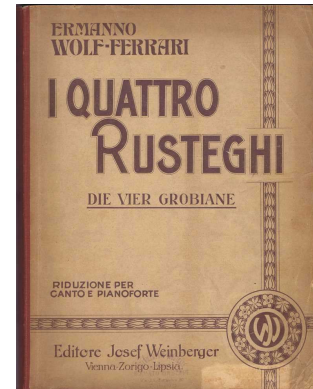 ERMANNO
WOLF-FERRARI
I QUATTRO
RUSTEGHI
DIE VIER GROBIANE
RIDUZIONE PER
CANTO E PIANOFORTE
Editore Josef Weinberger
Vienna-Zurigo-Lipsia.